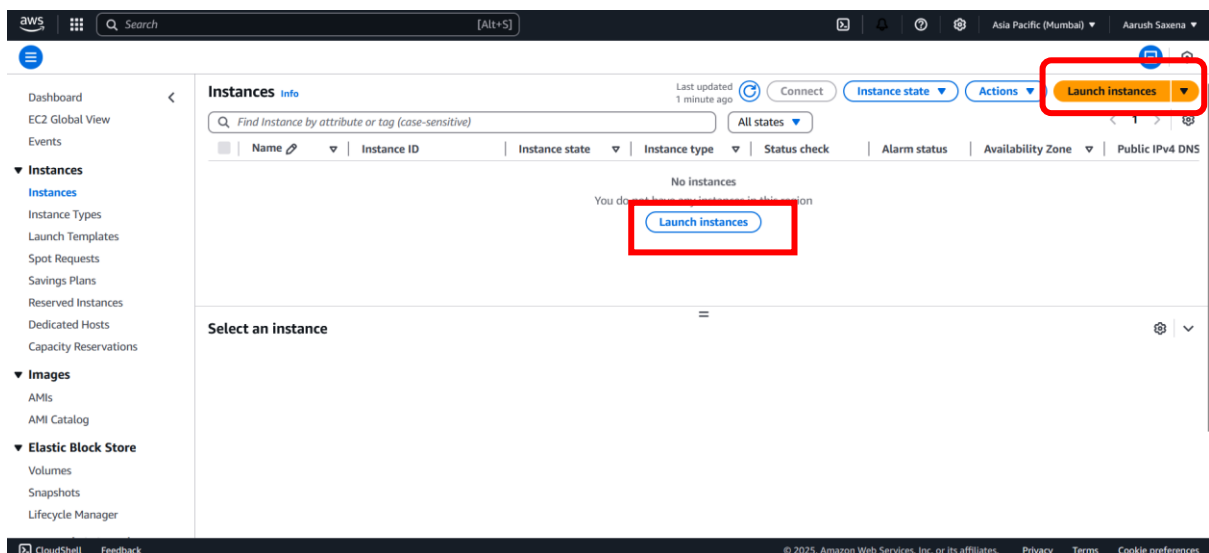 aws Search [Alt+S] Asia Pacific (Mumbai) Aarush Saxena
Dashboard
EC2 Global View
Events
Instances
Instances
Instance Types
Launch Templates
Spot Requests
Savings Plans
Reserved Instances
Dedicated Hosts
Capacity Reservations
Images
AMIs
AMI Catalog
Elastic Block Store
Volumes
Snapshots
Lifecycle Manager
Instances Info Last updated
1 minute ago Connect Instance state Actions Launch instances
Find Instance by attribute or tag (case-sensitive) All states 1
Name Instance ID Instance state Instance type Status check Alarm status Availability Zone Public IPv4 DNS
No instances
You do not have any instances in this region
Launch instances
Select an instance
CloudShell Feedback © 2025, Amazon Web Services, Inc. or its affiliates. Privacy Terms Cookie preferences